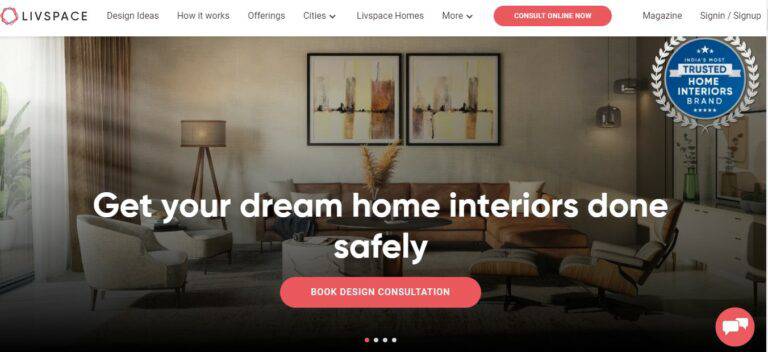 LIVSPACE
Design Ideas
How it works
Offerings
Cities
Livspace Homes
More
CONSULT ONLINE NOW
Magazine
Signin / Signup
INDIA'S MOST
TRUSTED
HOME
INTERIORS
BRAND
Get your dream home interiors done
safely
BOOK DESIGN CONSULTATION